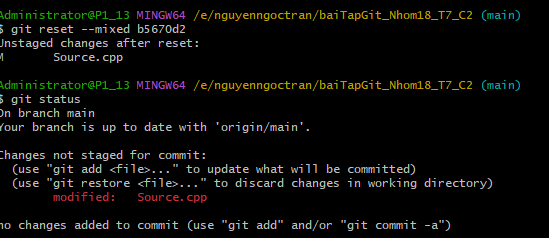 Administrator@P1_13 MINGW64 /e/nguyenngoctran/baiTapGit_Nhom18_T7_C2 (main)
$ git reset --mixed b5670d2
Unstaged changes after reset:
M       Source.cpp
Administrator@P1_13 MINGW64 /e/nguyenngoctran/baiTapGit_Nhom18_T7_C2 (main)
$ git status
On branch main
Your branch is up to date with 'origin/main'.
Changes not staged for commit:
  (use "git add <file>..." to update what will be committed)
  (use "git restore <file>..." to discard changes in working directory)
        modified:   Source.cpp
no changes added to commit (use "git add" and/or "git commit -a")